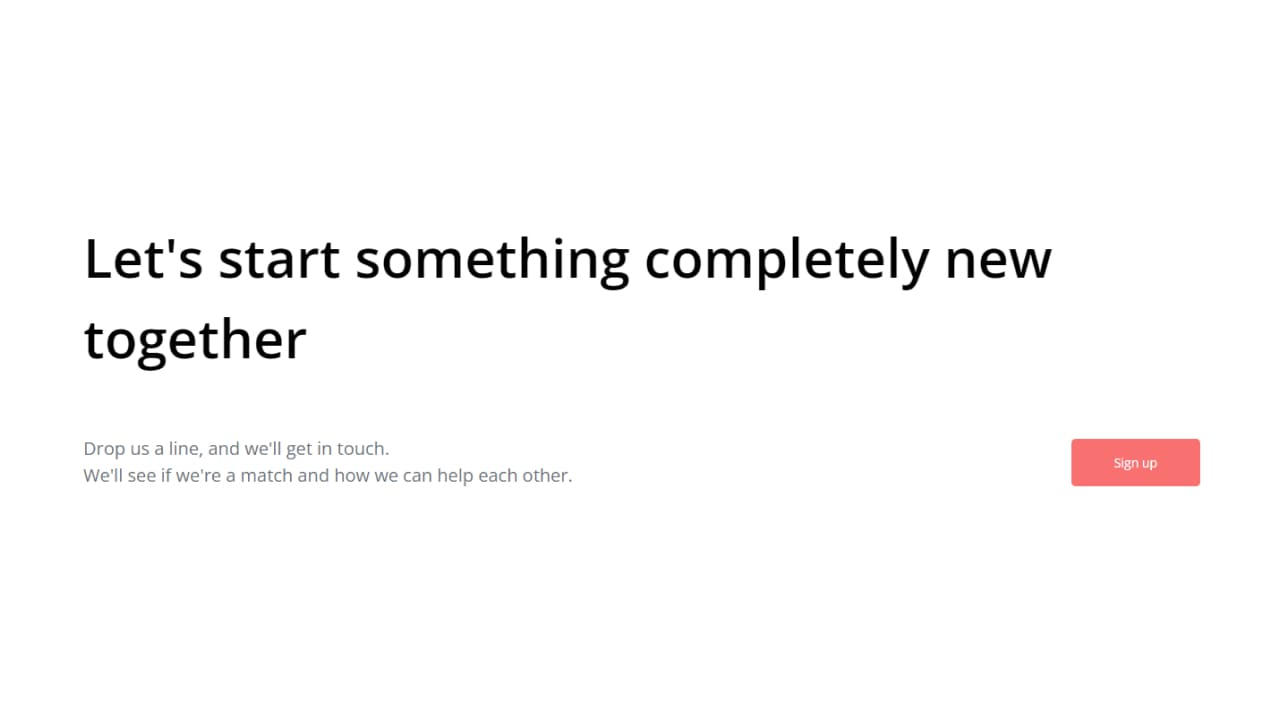 Let's start something completely new
together
Drop us a line, and we'll get in touch.
We'll see if we're a match and how we can help each other.
Sign up